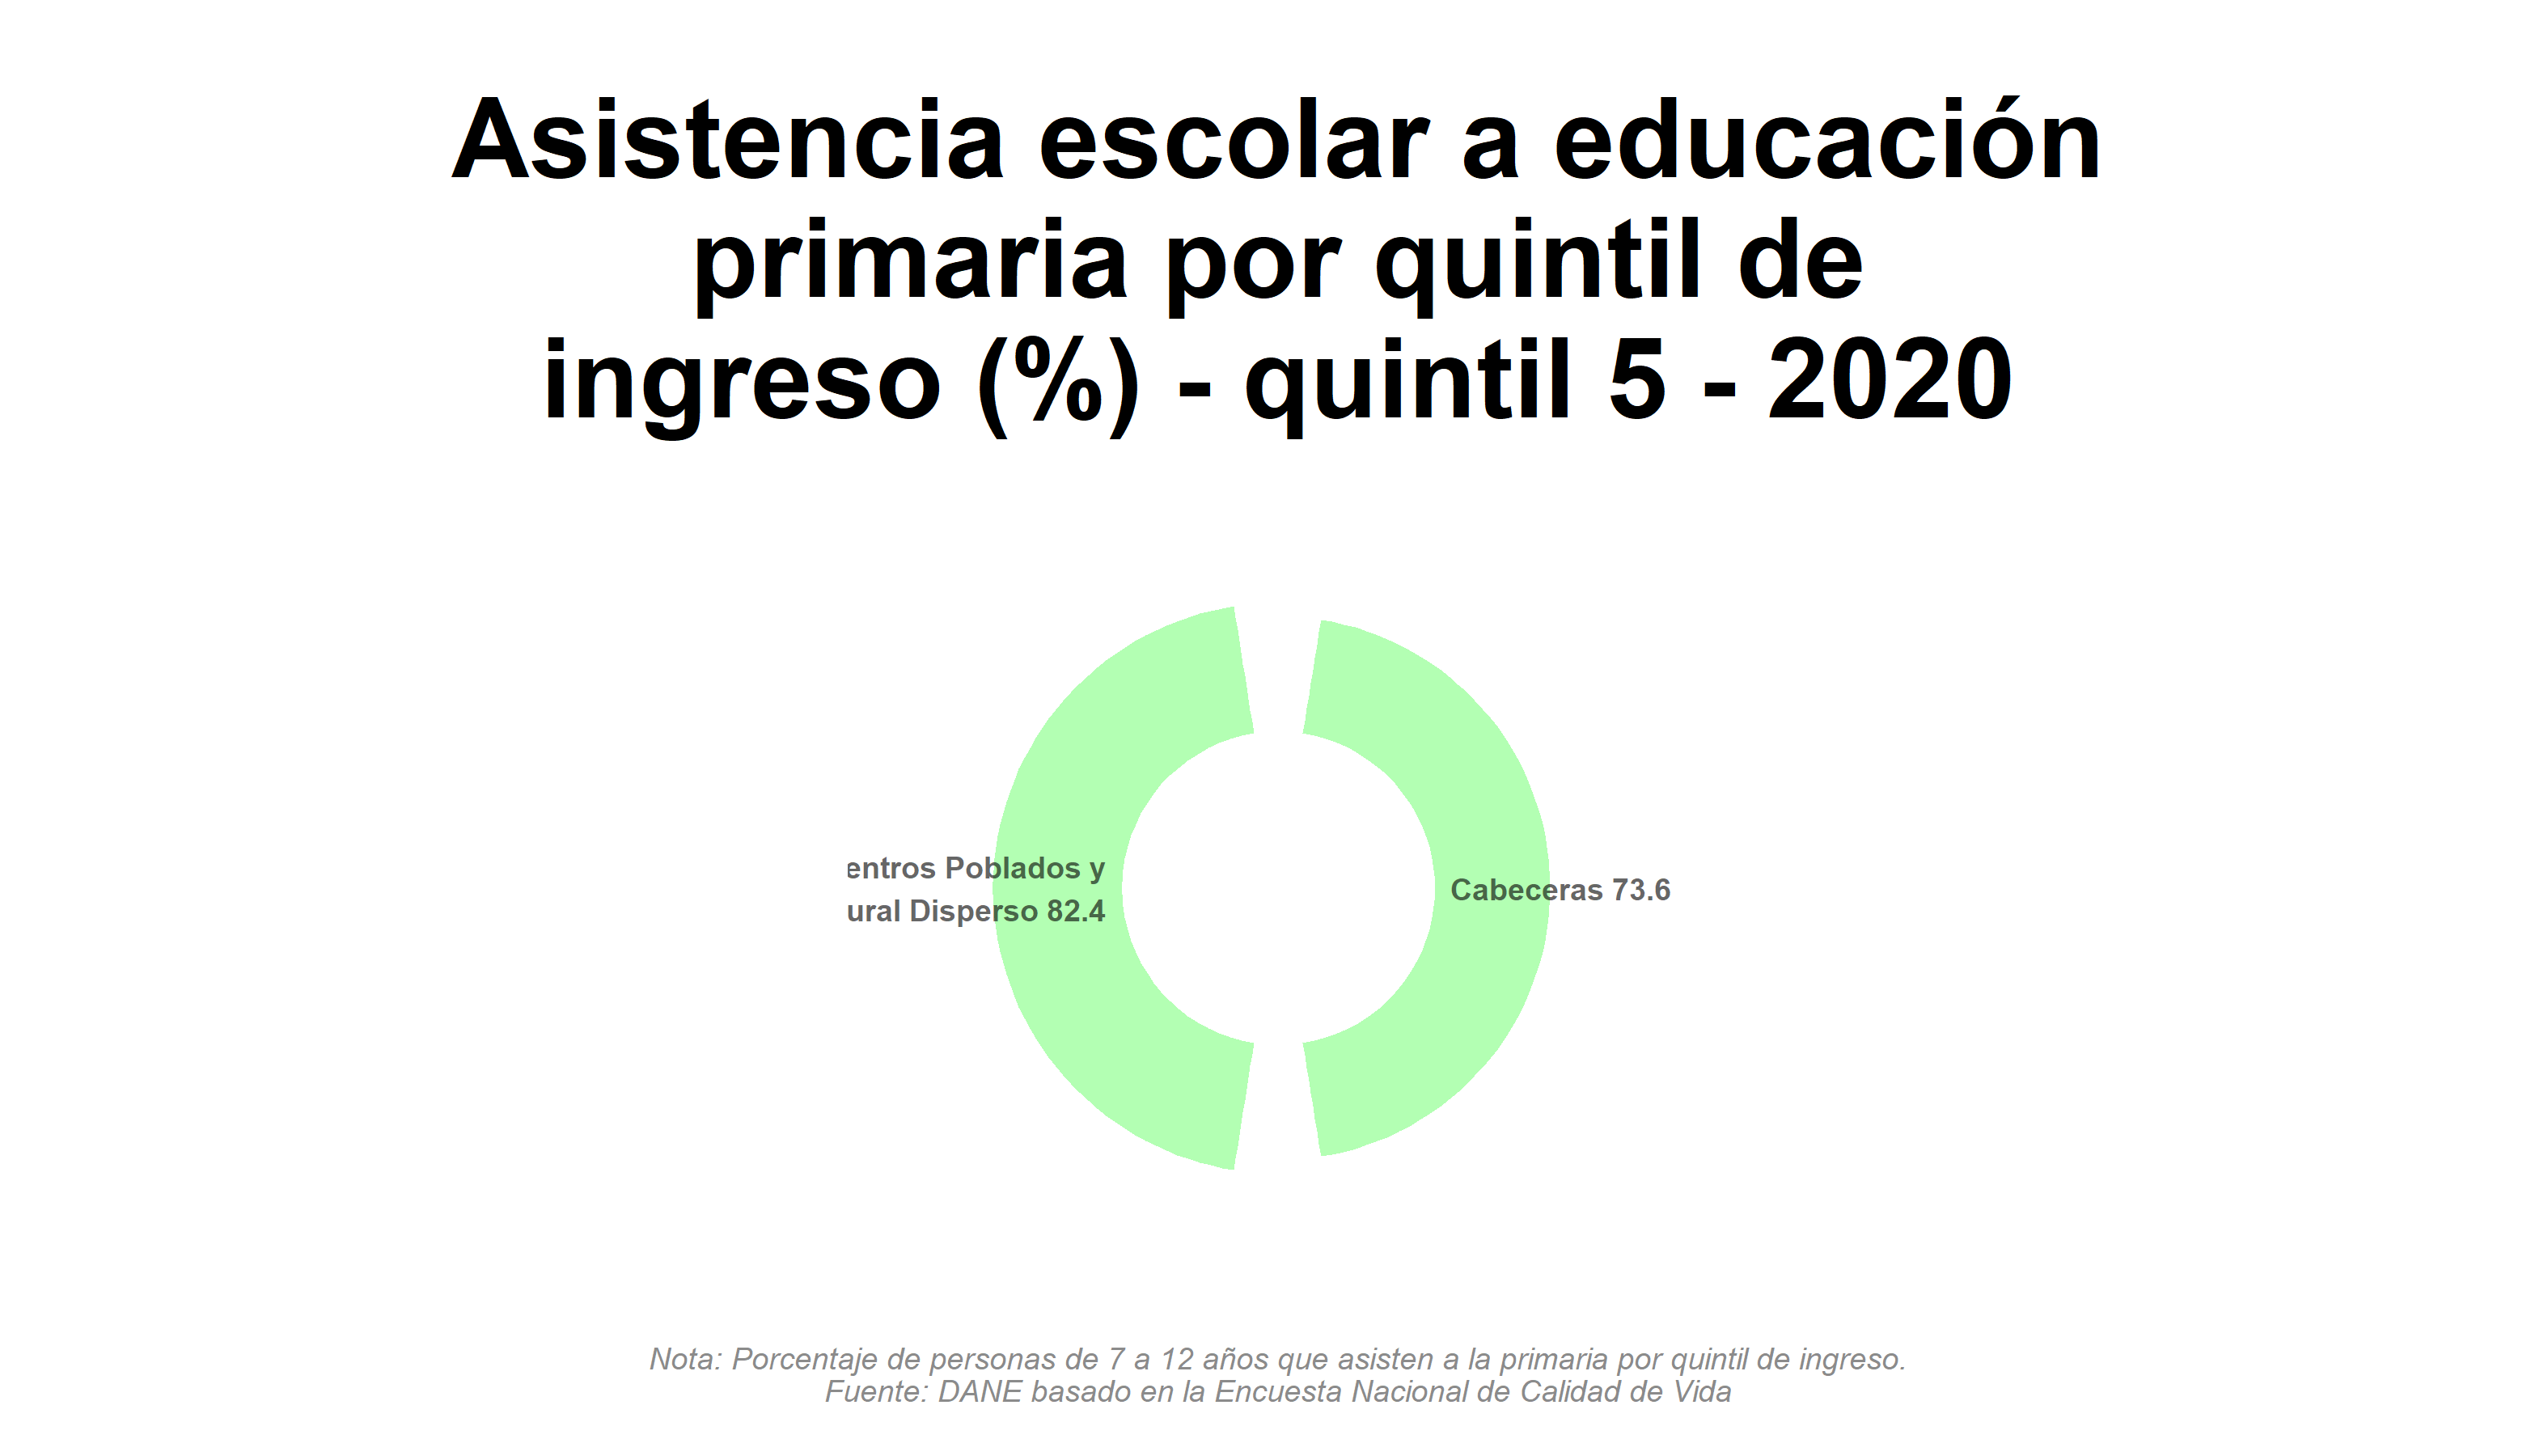 Asistencia escolar a educación
primaria por quintil de
ingreso (%) - quintil 5 - 2020
entros Poblados y
ural Disperso 82.4
Cabeceras 73.6
Nota: Porcentaje de personas de 7 a 12 años que asisten a la primaria por quintil de ingreso.
Fuente: DANE basado en la Encuesta Nacional de Calidad de Vida